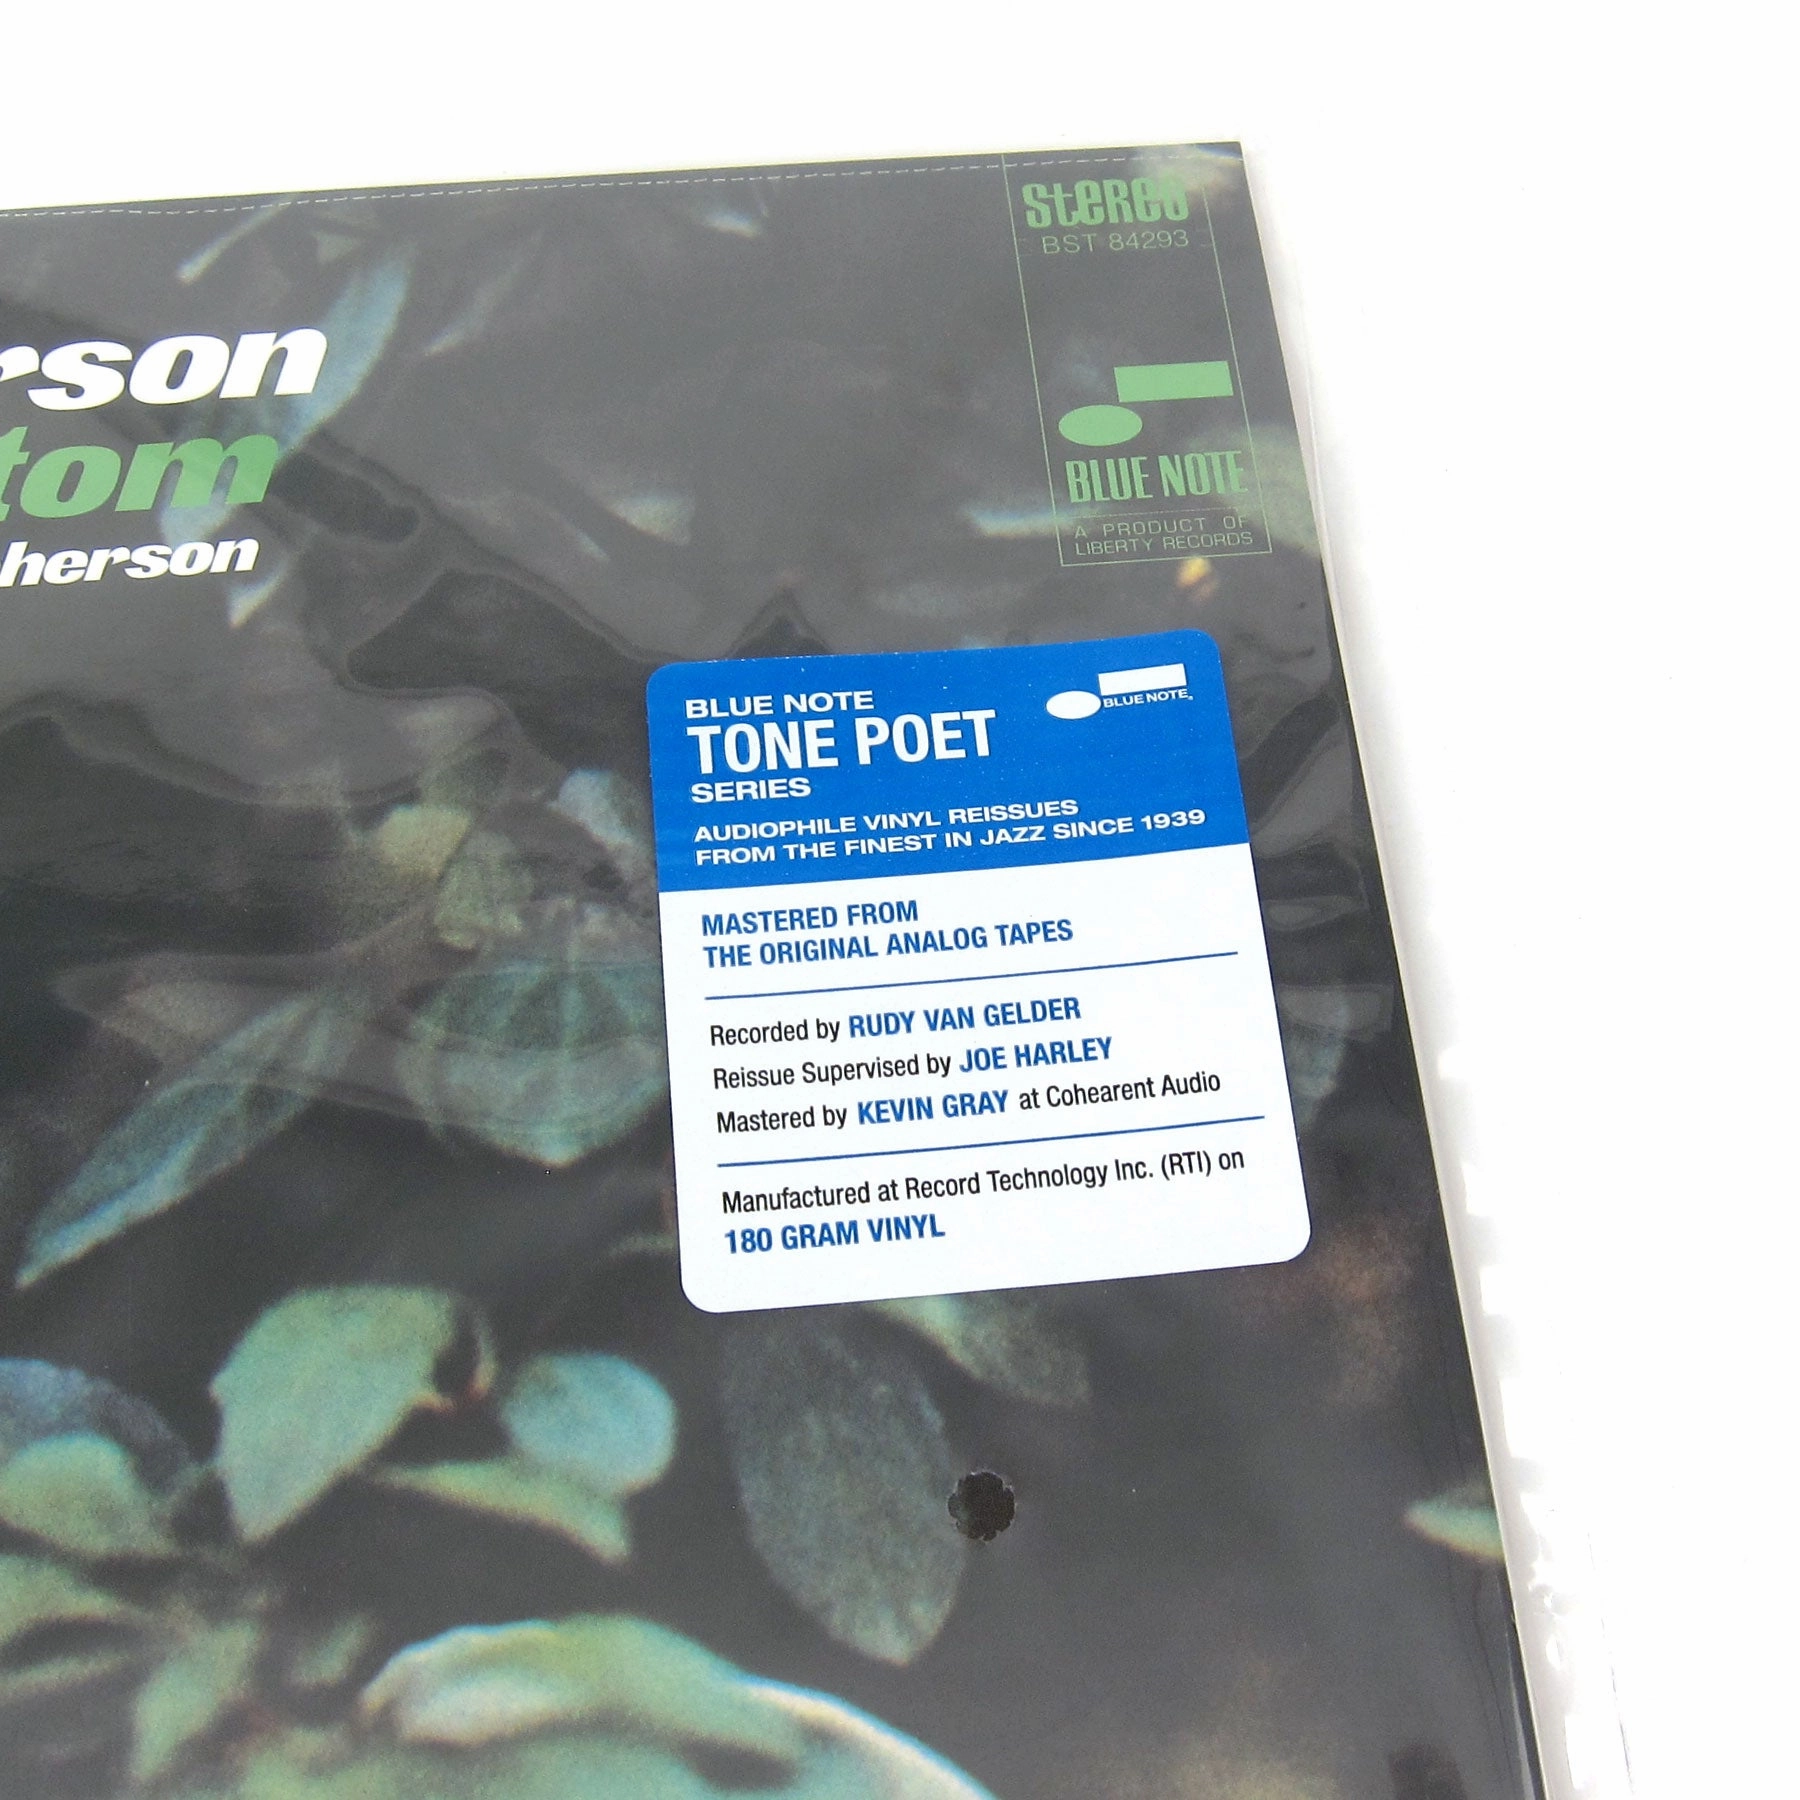 rson
tom
herson
stereo
BST 84293
BLUE NOTE
A PRODUCT OF
LIBERTY RECORDS
BLUE NOTE
TONE POET
SERIES
BLUE NOTE®
AUDIOPHILE VINYL REISSUES
FROM THE FINEST IN JAZZ SINCE 1939
MASTERED FROM
THE ORIGINAL ANALOG TAPES
Recorded by RUDY VAN GELDER
Reissue Supervised by JOE HARLEY
Mastered by KEVIN GRAY at Cohearent Audio
Manufactured at Record Technology Inc. (RTI) on
180 GRAM VINYL